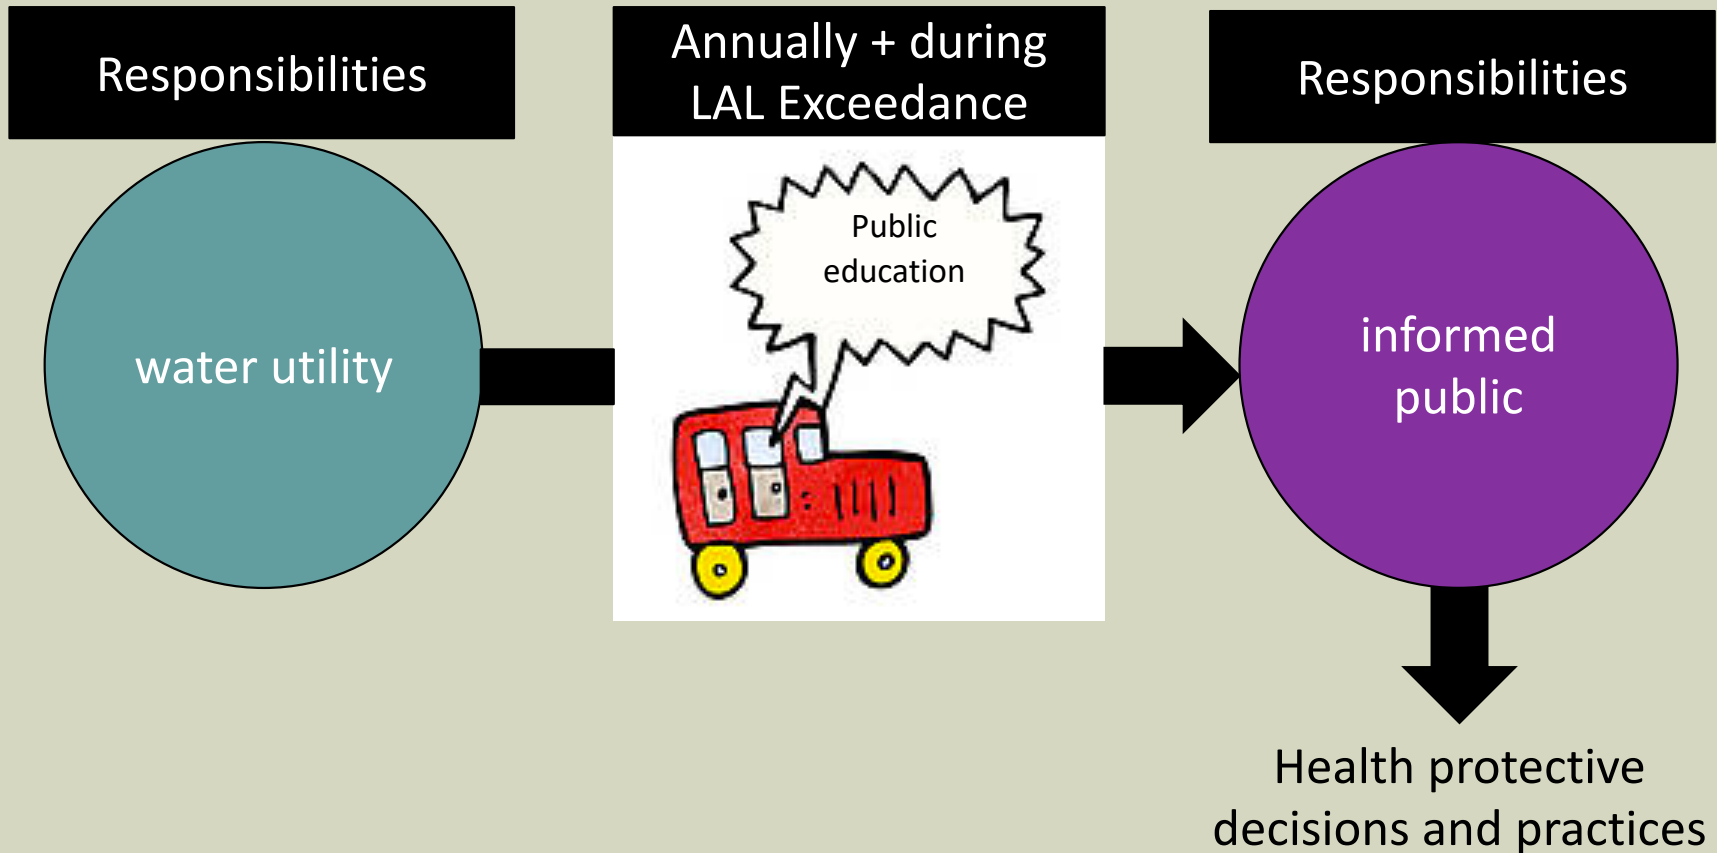 Responsibilities
Annually + during
LAL Exceedance
Responsibilities
Public
education
water utility
informed
public
Health protective
decisions and practices